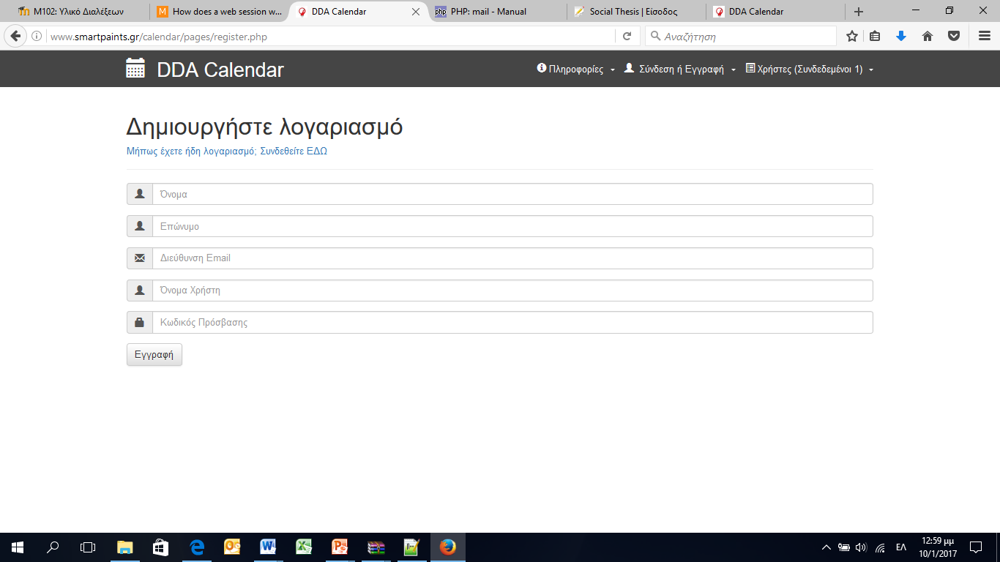 M102: Υλικό Διαλέξεων
How does a web session w...
DDA Calendar
PHP: mail - Manual
Social Thesis | Είσοδος
DDA Calendar
www.smartpaints.gr/calendar/pages/register.php
Αναζήτηση
DDA Calendar
Πληροφορίες
Σύνδεση ή Εγγραφή
Χρήστες (Συνδεδεμένοι 1)
Δημιουργήστε λογαριασμό
Μήπως έχετε ήδη λογαριασμό; Συνδεθείτε ΕΔΩ
Όνομα
Επώνυμο
Διεύθυνση Email
Όνομα Χρήστη
Κωδικός Πρόσβασης
Εγγραφή
ΕΛ
12:59 μμ
10/1/2017